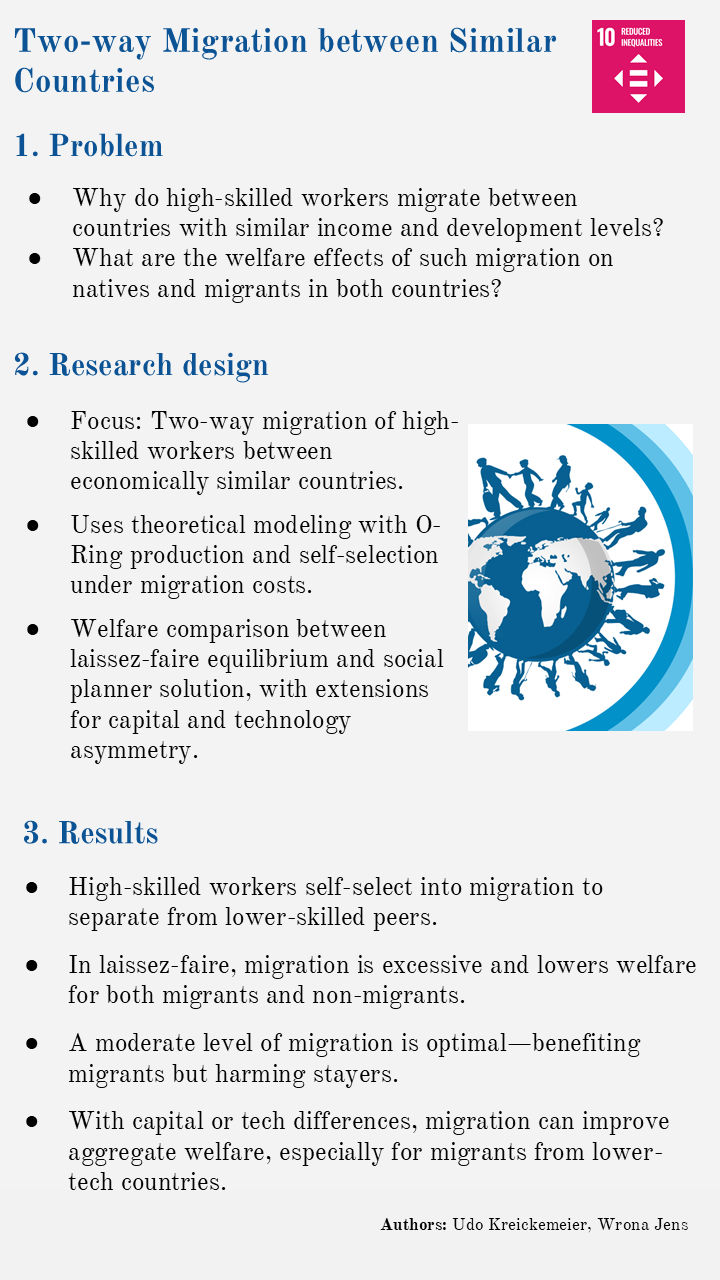 Two-way Migration between Similar
Countries
10 REDUCED
INEQUALITIES
1. Problem
● Why do high-skilled workers migrate between
countries with similar income and development levels?
● What are the welfare effects of such migration on
natives and migrants in both countries?
2. Research design
● Focus: Two-way migration of high-
skilled workers between
economically similar countries.
● Uses theoretical modeling with O-
Ring production and self-selection
under migration costs.
● Welfare comparison between
laissez-faire equilibrium and social
planner solution, with extensions
for capital and technology
asymmetry.
3. Results
● High-skilled workers self-select into migration to
separate from lower-skilled peers.
● In laissez-faire, migration is excessive and lowers welfare
for both migrants and non-migrants.
● A moderate level of migration is optimal—benefiting
migrants but harming stayers.
● With capital or tech differences, migration can improve
aggregate welfare, especially for migrants from lower-
tech countries.
Authors: Udo Kreickemeier, Wrona Jens